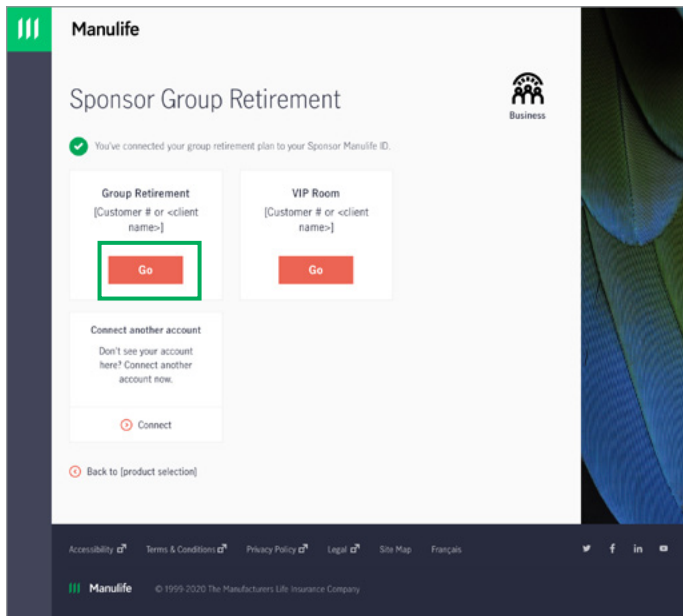 Manulife
Sponsor Group Retirement
Business
You've connected your group retirement plan to your Sponsor Manulife ID.
Group Retirement
[Customer # or <client
name>]
Go
VIP Room
[Customer # or <client
name>]
Go
Connect another account
Don't see your account
here? Connect another
account now.
Connect
Back to [product selection]
Accessibility Terms & Conditions Privacy Policy Legal Site Map Français
Manulife © 1999-2020 The Manufacturers Life Insurance Company